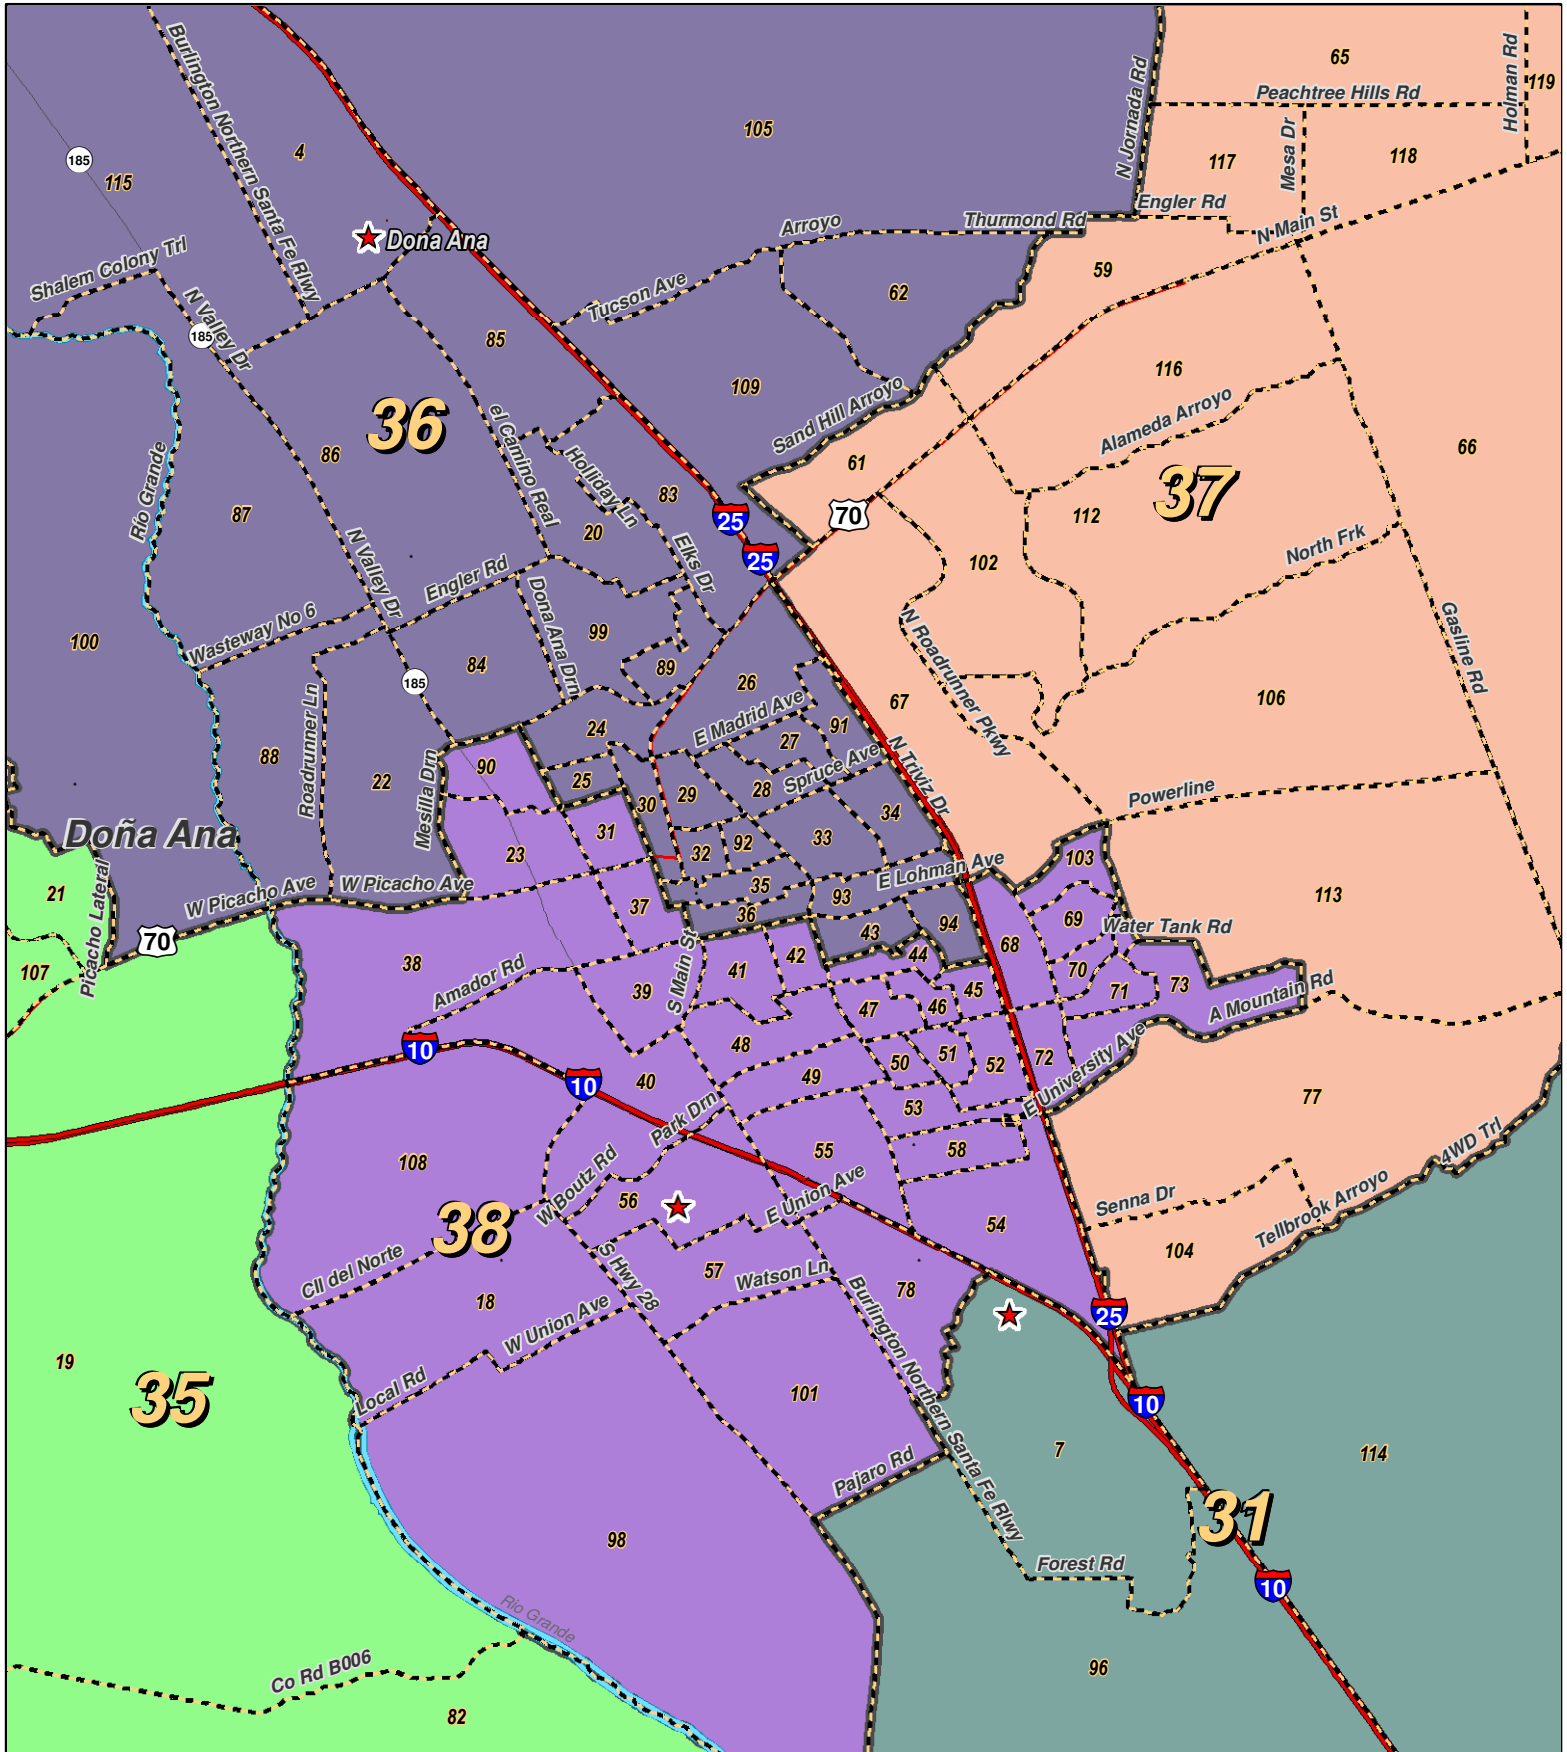 65
Holman Rd
119
Peachtree Hills Rd
N Jornada Rd
Burlington Northern Santa Fe Rlwy
105
4
185
115
117
Mesa Dr
118
Engler Rd
Thurmond Rd
Arroyo
N Main St
Dona Ana
Shalem Colony Trl
59
Tucson Ave
62
N Valley Dr
185
85
116
109
36
Sand Hill Arroyo
Alameda Arroyo
el Camino Real
86
Holliday Ln
61
66
Rio Grande
37
83
87
25
70
112
20
N Valley Dr
102
North Frk
25
Elks Dr
Engler Rd
Dona Ana Drn
Wasteway No 6
99
N Roadrunner Pkwy
Gasline Rd
100
84
89
185
26
106
Roadrunner Ln
67
E Madrid Ave
24
91
27
N Triviz Dr
88
90
Mesilla Drn
22
25
Spruce Ave
28
29
30
Powerline
34
Doña Ana
31
33
92
32
23
103
E Lohman Ave
W Picacho Ave
W Picacho Ave
35
21
Picacho Lateral
93
113
37
36
69
Water Tank Rd
94
43
70
68
44
42
38
Amador Rd
41
107
70
S Main St
39
71
73
45
A Mountain Rd
46
47
48
10
51
72
E University Ave
50
52
10
40
49
77
Park Drn
53
4WD Trl
55
58
108
W Boutz Rd
Senna Dr
56
E Union Ave
Tellbrook Arroyo
38
54
104
Cll del Norte
S Hwy 28
57
Watson Ln
78
18
W Union Ave
Burlington Northern Santa Fe Rlwy
25
19
35
Local Rd
101
10
7
114
Pajaro Rd
31
98
Forest Rd
10
Rio Grande
Co Rd B006
96
82